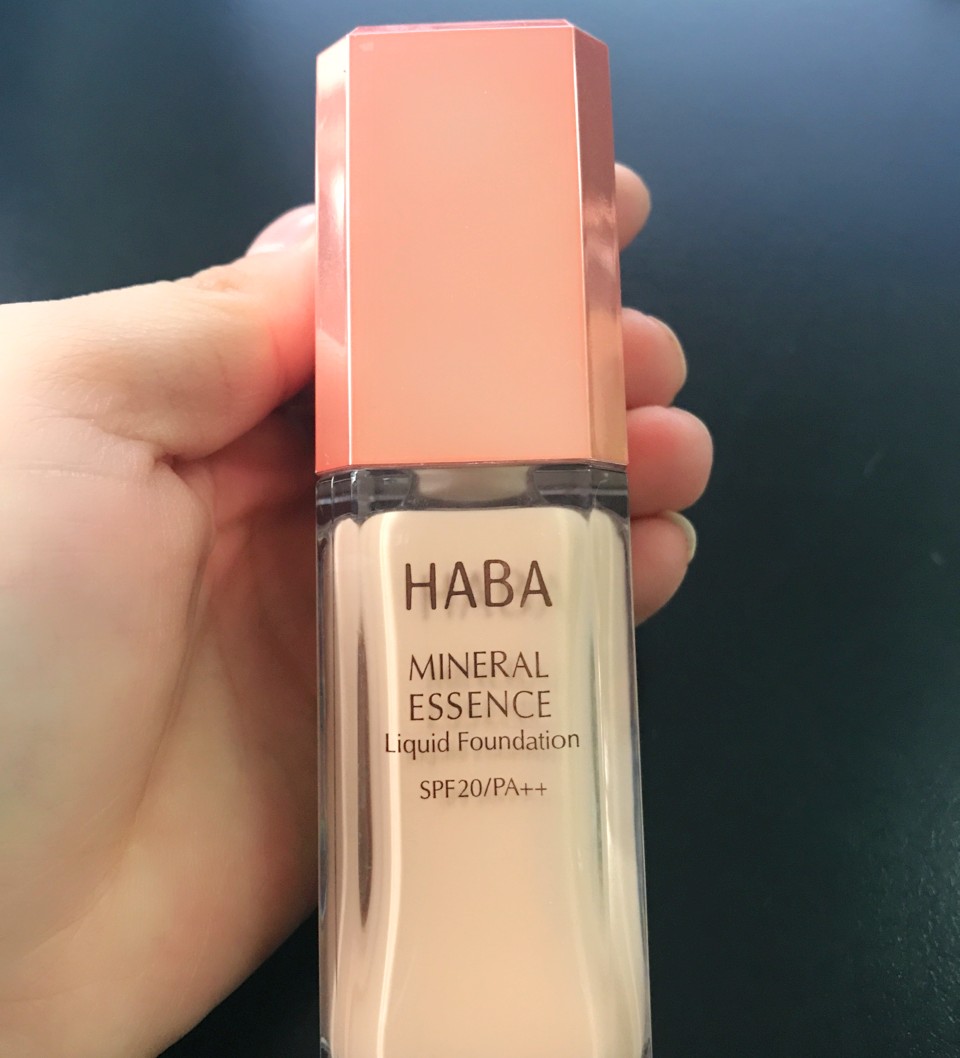 HABA
MINERAL
ESSENCE
Liquid Foundation
SPF20/PA++